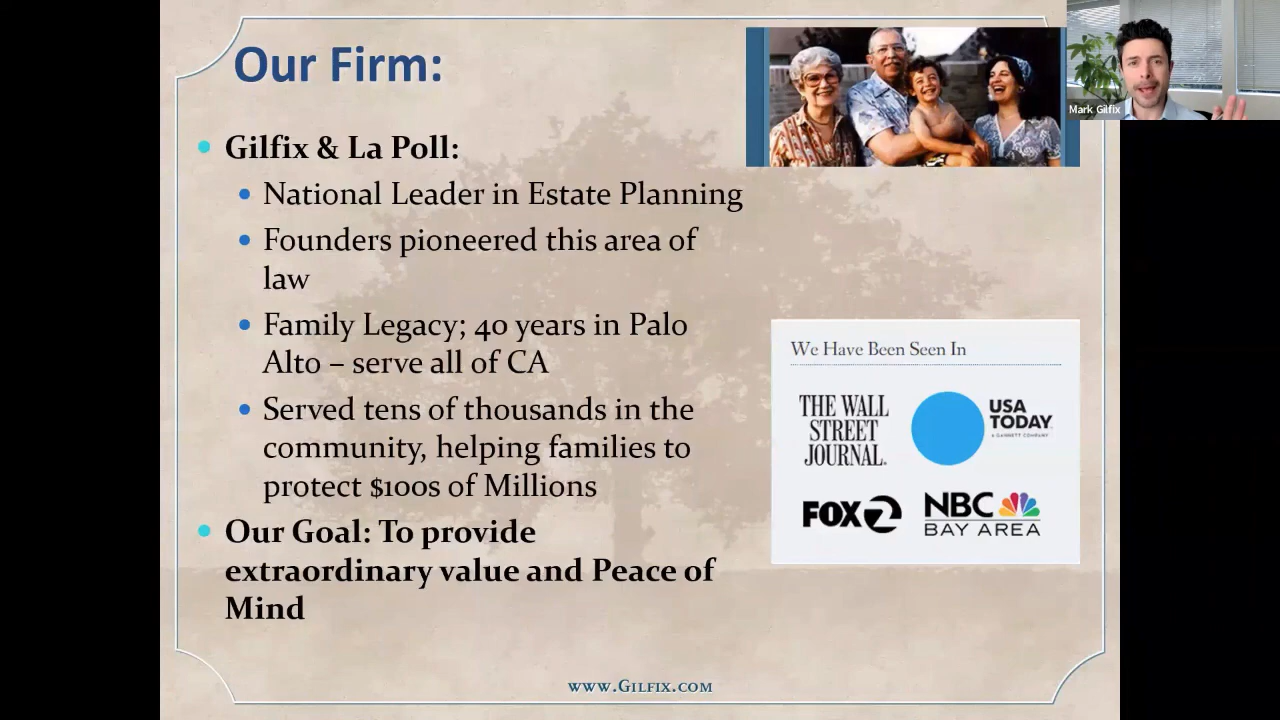 Our Firm:
Mark Gilfix
Gilfix & La Poll:
National Leader in Estate Planning
Founders pioneered this area of
law
Family Legacy; 40 years in Palo
Alto – serve all of CA
Served tens of thousands in the
community, helping families to
protect $100s of Millions
Our Goal: To provide
extraordinary value and Peace of
Mind
We Have Been Seen In
THE WALL
STREET
JOURNAL.
USA
TODAY
A GANNETT COMPANY
FOX 2
NBC
BAY AREA
www.Gilfix.com